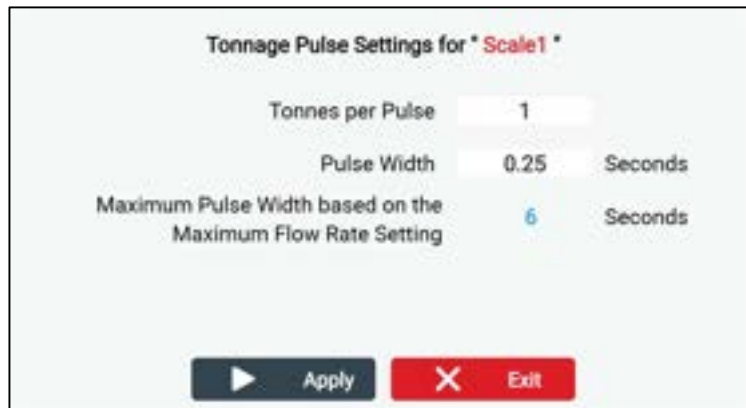 Tonnage Pulse Settings for " Scale1 "
Tonnes per Pulse 1
Pulse Width 0.25 Seconds
Maximum Pulse Width based on the
Maximum Flow Rate Setting 6 Seconds
Apply Exit